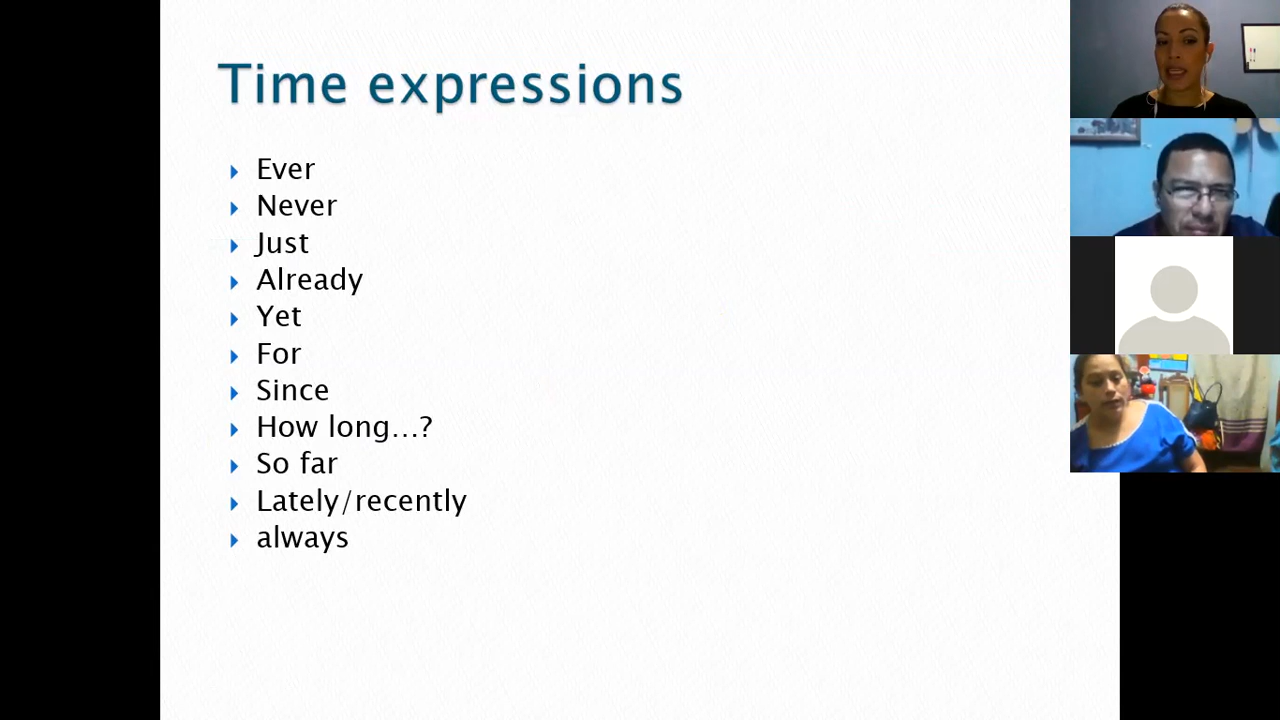 Time expressions
Ever
Never
Just
Already
Yet
For
Since
How long...?
So far
Lately/recently
always